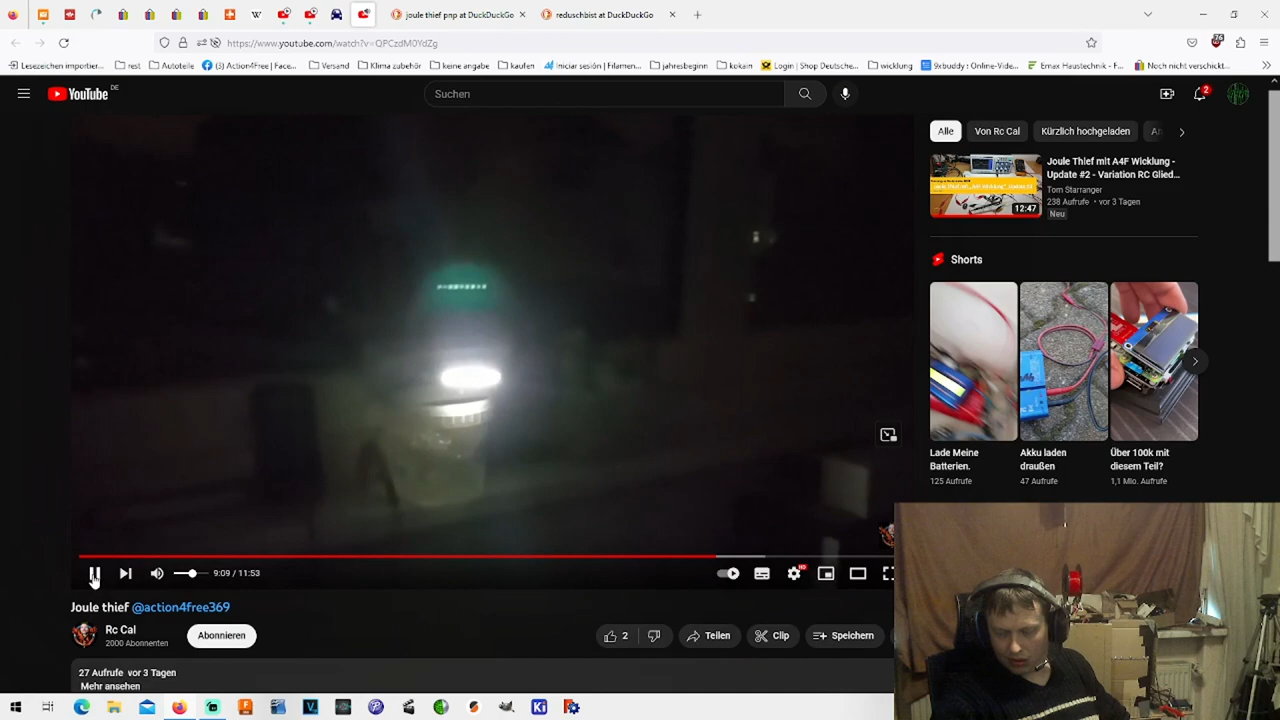 joule thief pnp at DuckDuckGo
reduschbist at DuckDuckGo
https://www.youtube.com/watch?v=QPCzdM0YdZg
76
Lesezeichen importier...
rest
Autoteile
(3) Action4Free | Face...
Versand
Klima zubehör
keine angabe
kaufen
Iniciar sesión | Filamen...
Shop Deutsche...
jahresbeginn
kokain
Login | Shop Deutsche...
wicklung
9xbuddy : Online-Vide...
Emax Haustechnik - F...
Noch nicht verschickt...
YouTube DE
Suchen
2
Alle
Von Rc Cal
Kürzlich hochgeladen
Joule Thief mit A4F Wicklung -
Update #2 - Variation RC Glied...
Tom Starranger
238 Aufrufe • vor 3 Tagen
Neu
12:47
Shorts
Lade Meine
Batterien.
125 Aufrufe
Akku laden
draußen
47 Aufrufe
Über 100k mit
diesem Teil?
1,1 Mio. Aufrufe
9:09 / 11:53
HD
Joule thief @action4free369
Rc Cal
2000 Abonnenten
Abonnieren
2
Teilen
Clip
Speichern
27 Aufrufe vor 3 Tagen
Mehr ansehen
Ki